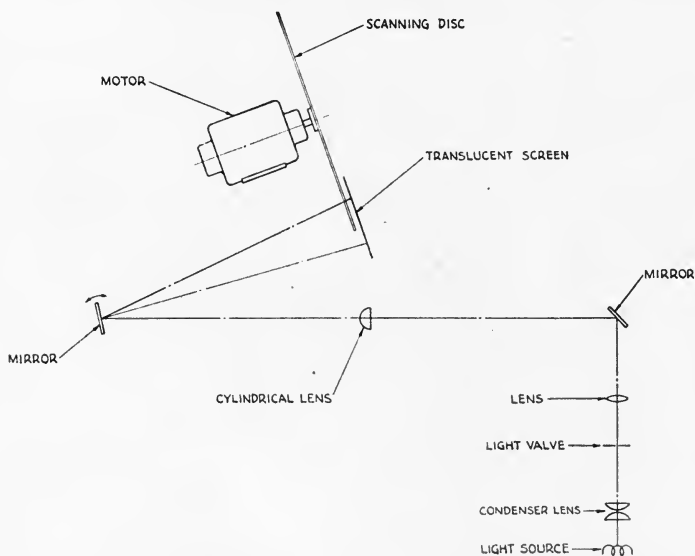 SCANNING DISC
MOTOR
TRANSLUCENT SCREEN
MIRROR
MIRROR
CYLINDRICAL LENS
LENS
LIGHT VALVE
CONDENSER LENS
LIGHT SOURCE